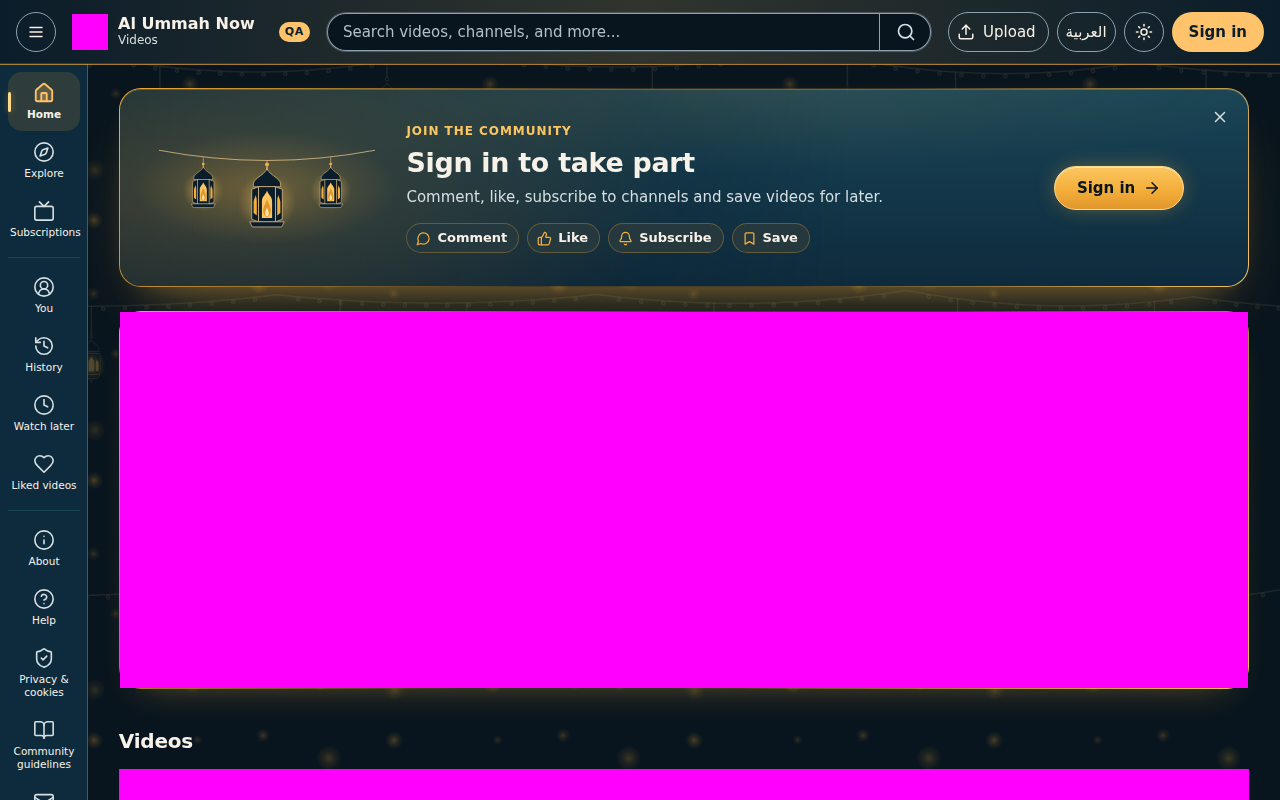 Al Ummah Now
Videos
QA
Search videos, channels, and more...
Upload
العربية
Sign in
Home
Explore
Subscriptions
You
History
Watch later
Liked videos
About
Help
Privacy &
cookies
Community
guidelines
JOIN THE COMMUNITY
Sign in to take part
Comment, like, subscribe to channels and save videos for later.
Comment
Like
Subscribe
Save
Sign in
Videos